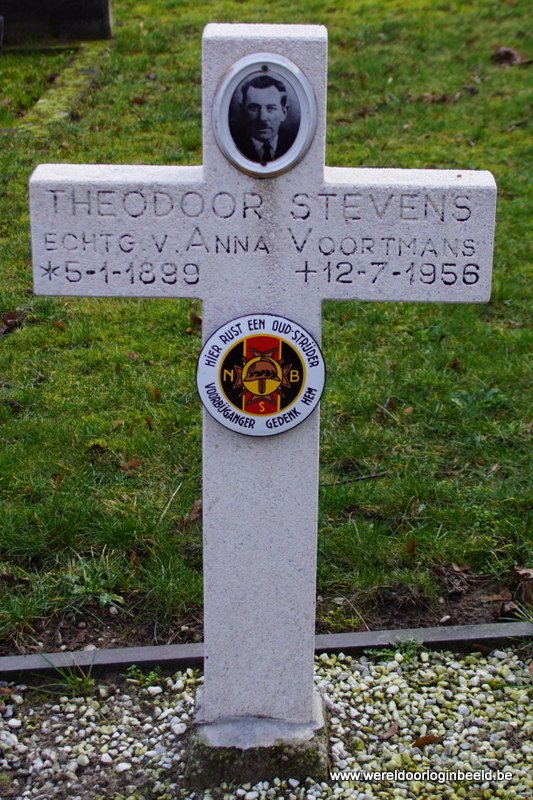 THEODOOR STEVENS
ECHTG. V. ANNA VOORTMANS
*5-1-1899 +12-7-1956
HIER RUST EEN OUD-STRIJDER
N B
S
VOORBIJGANGER GEDENK HEM
www.wereldoorloginbeeld.be